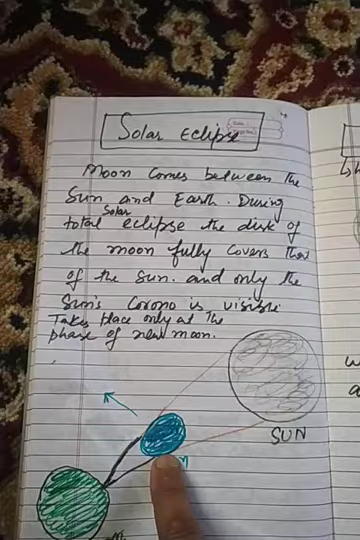 Solar eclipse
Moon comes between the
Sun and Earth. During
total Solar eclipse the disk of
the moon fully covers that
of the Sun. and only the
Sun's Corono is visible
Takes place only at the
phase of new moon.
SUN